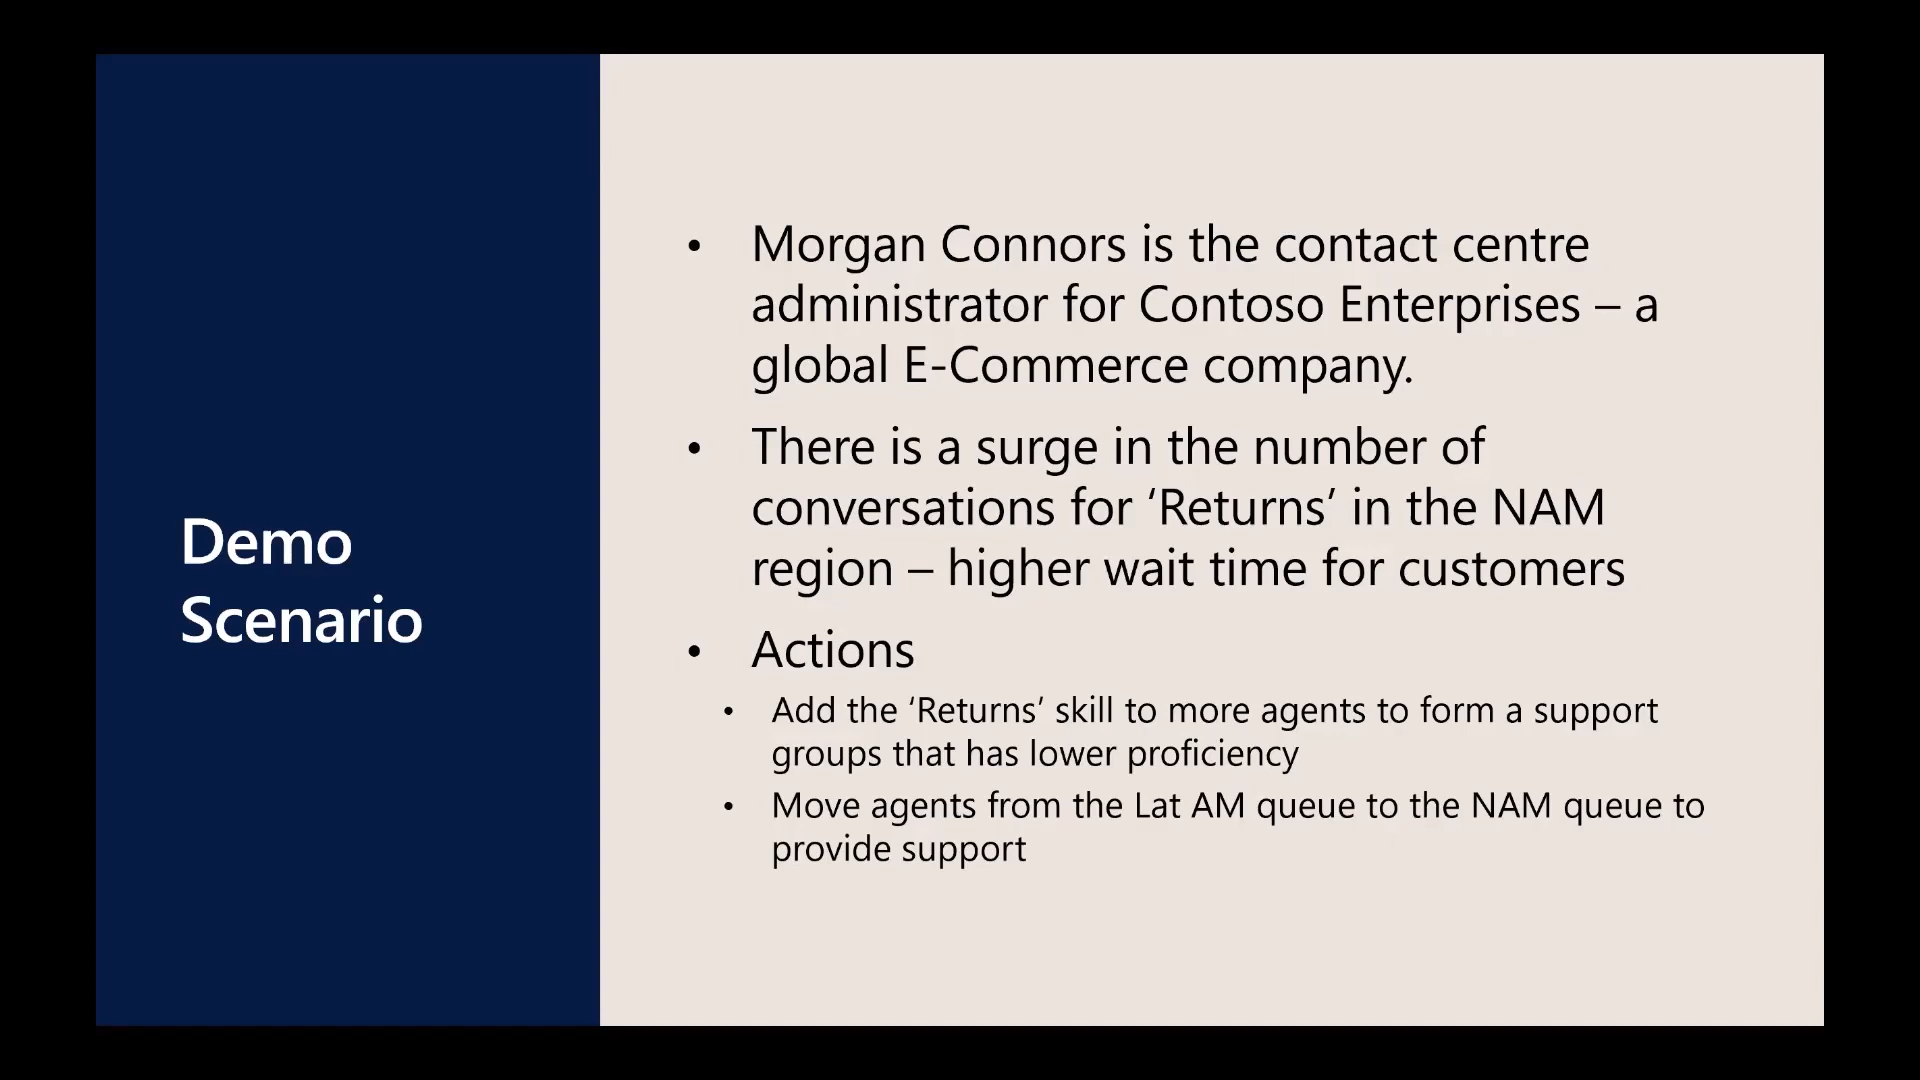 Demo
Scenario
• Morgan Connors is the contact centre
administrator for Contoso Enterprises – a
global E-Commerce company.
• There is a surge in the number of
conversations for ‘Returns’ in the NAM
region – higher wait time for customers
• Actions
• Add the ‘Returns’ skill to more agents to form a support
groups that has lower proficiency
• Move agents from the Lat AM queue to the NAM queue to
provide support